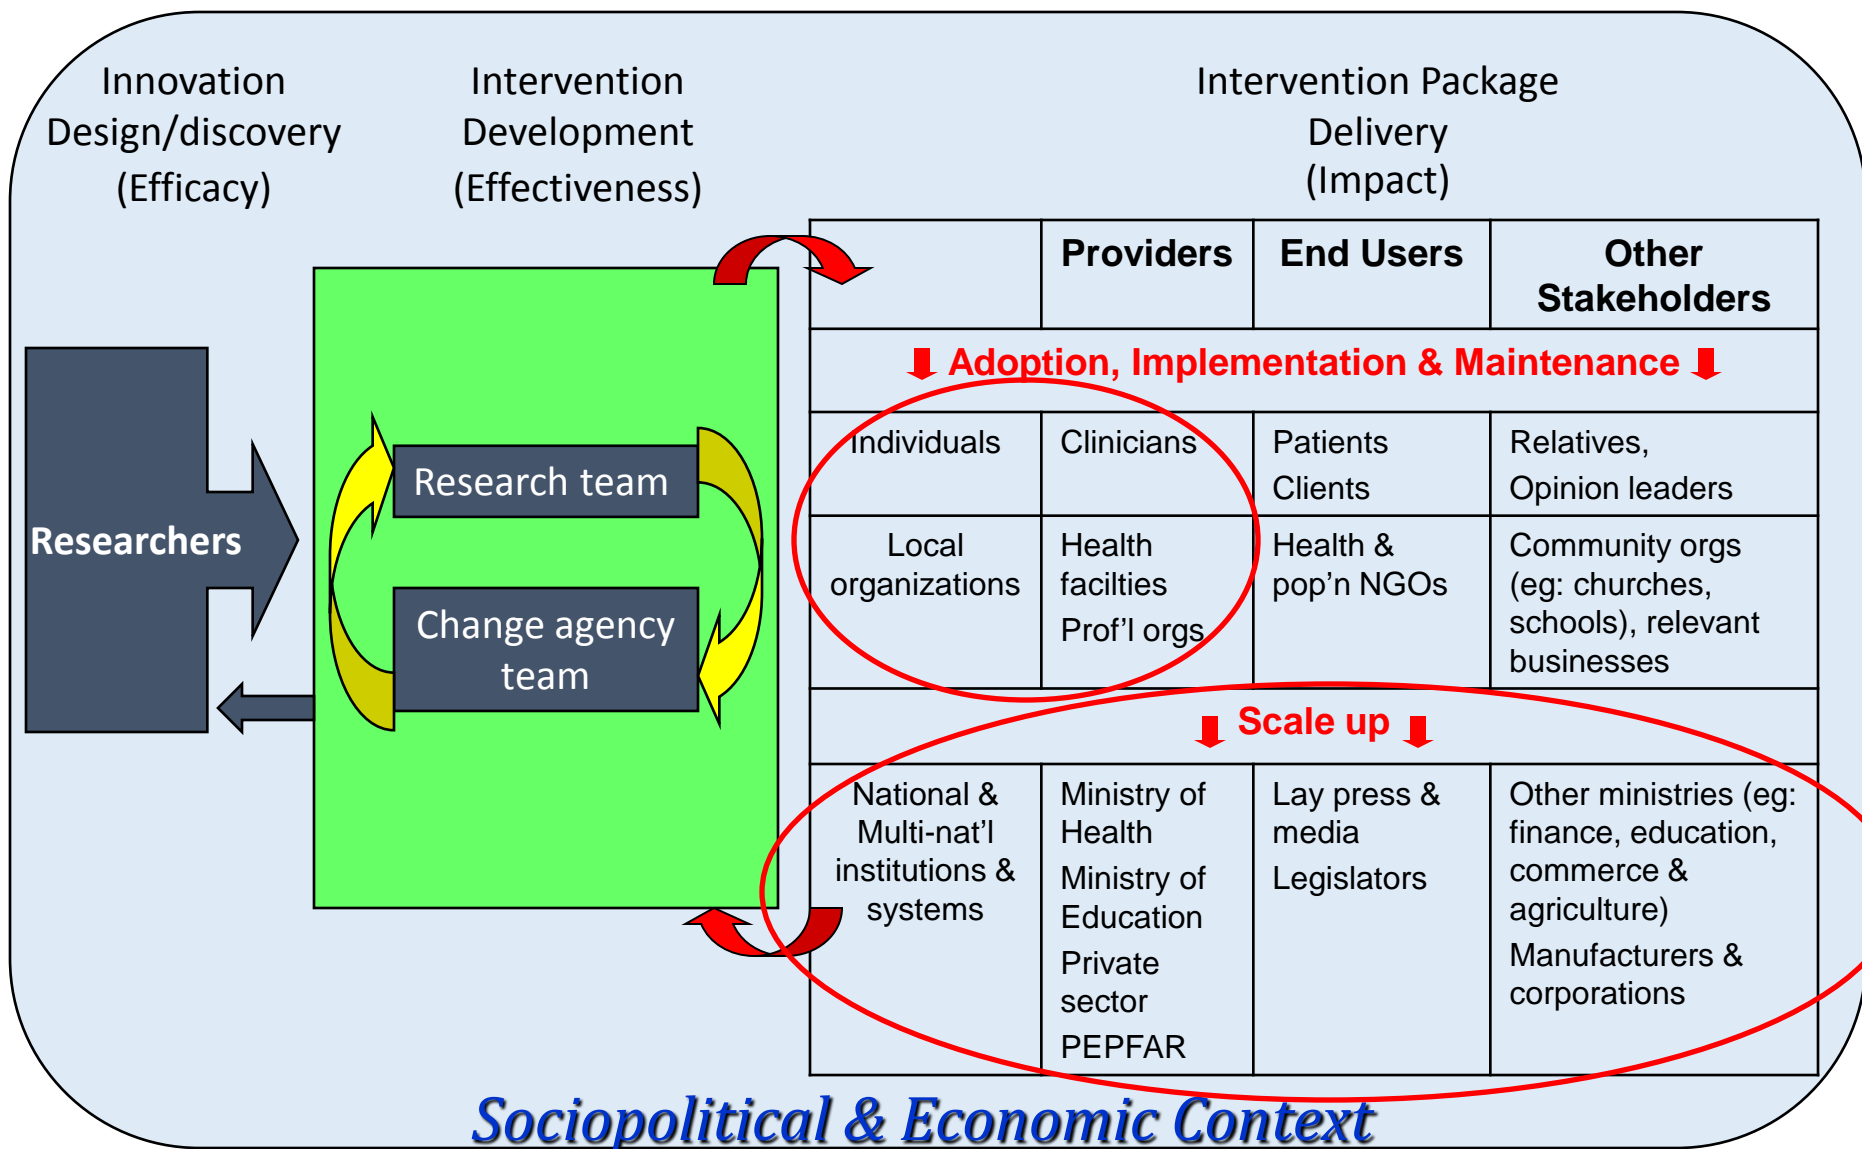 Innovation
Design/discovery
(Efficacy)
Intervention
Development
(Effectiveness)
Intervention Package
Delivery
(Impact)
Researchers
Research team
Change agency
team
Providers
End Users
Other
Stakeholders
Adoption, Implementation & Maintenance
Individuals
Clinicians
Patients
Clients
Relatives,
Opinion leaders
Local
organizations
Health
facilties
Prof'l orgs
Health &
pop'n NGOs
Community orgs
(eg: churches,
schools), relevant
businesses
Scale up
National &
Multi-nat'l
institutions &
systems
Ministry of
Health
Ministry of
Education
Private
sector
PEPFAR
Lay press &
media
Legislators
Other ministries (eg:
finance, education,
commerce &
agriculture)
Manufacturers &
corporations
Sociopolitical & Economic Context